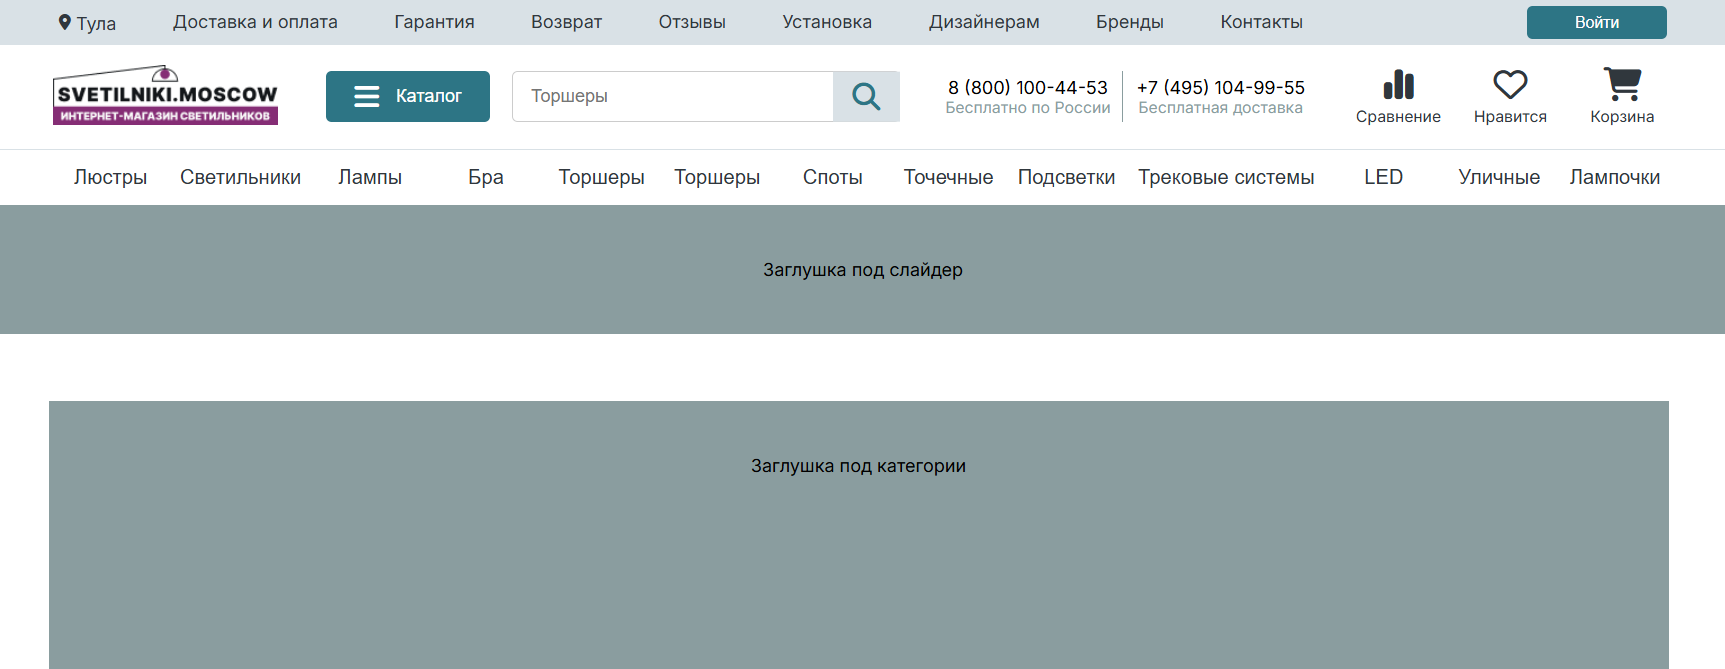 Тула Доставка и оплата Гарантия Возврат Отзывы Установка Дизайнерам Бренды Контакты Войти
SVETILNIKI.MOSCOW
ИНТЕРНЕТ-МАГАЗИН СВЕТИЛЬНИКОВ
Каталог
Торшеры
8 (800) 100-44-53
Бесплатно по России
+7 (495) 104-99-55
Бесплатная доставка
Сравнение Нравится Корзина
Люстры Светильники Лампы Бра Торшеры Торшеры Споты Точечные Подсветки Трековые системы LED Уличные Лампочки
Заглушка под слайдер
Заглушка под категории